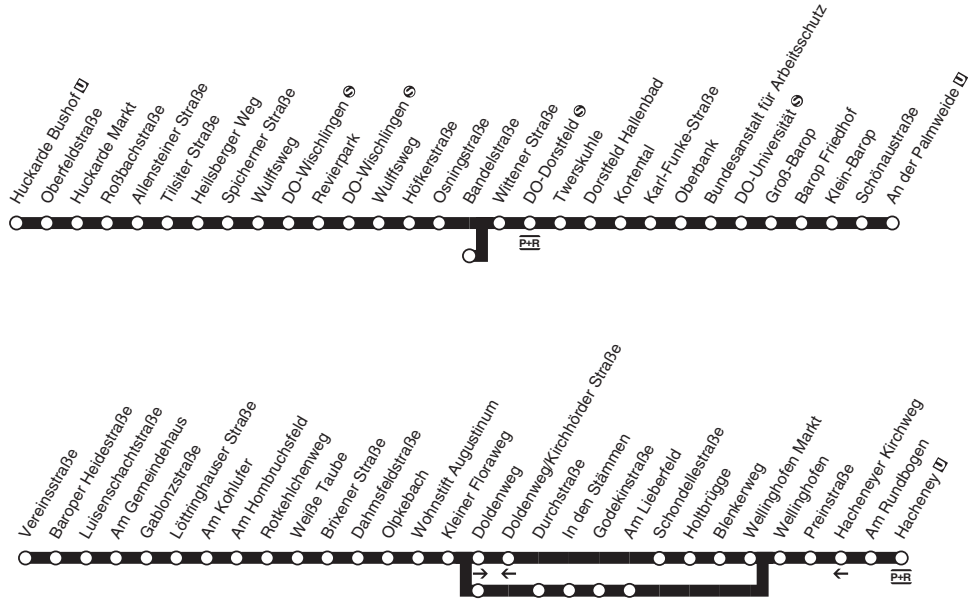 Huckarde Bushof U
Oberfeldstraße
Huckarde Markt
Roßbachstraße
Allensteiner Straße
Tilsiter Straße
Heilsberger Weg
Spicherner Straße
Wulffsweg
DO-Wischlingen S
Revierpark
DO-Wischlingen S
Wulffsweg
Höfkerstraße
Osningstraße
Bandelstraße
Wittener Straße
DO-Dorstfeld S
Twerskuhle
Dorstfeld Hallenbad
Kortental
Karl-Funke-Straße
Oberbank
Bundesanstalt für Arbeitsschutz
DO-Universität S
Groß-Barop
Barop Friedhof
Klein-Barop
Schönaustraße
An der Palmweide U
P+R
Vereinsstraße
Baroper Heidestraße
Luisenschachtstraße
Am Gemeindehaus
Gablonzstraße
Löttringhauser Straße
Am Kohlufer
Am Hombruchsfeld
Rotkehlchenweg
Weiße Taube
Brixener Straße
Dahmsfeldstraße
Olpkebach
Wohnstift Augustinum
Kleiner Floraweg
Doldenweg
Doldenweg/Kirchhörder Straße
Durchstraße
In den Stämmen
Godekinstraße
Am Lieberfeld
Schondellestraße
Holtbrügge
Blenkerweg
Wellinghofen Markt
Wellinghofen
Preinstraße
Hacheneyer Kirchweg
Am Rundbogen
Hacheney U
P+R